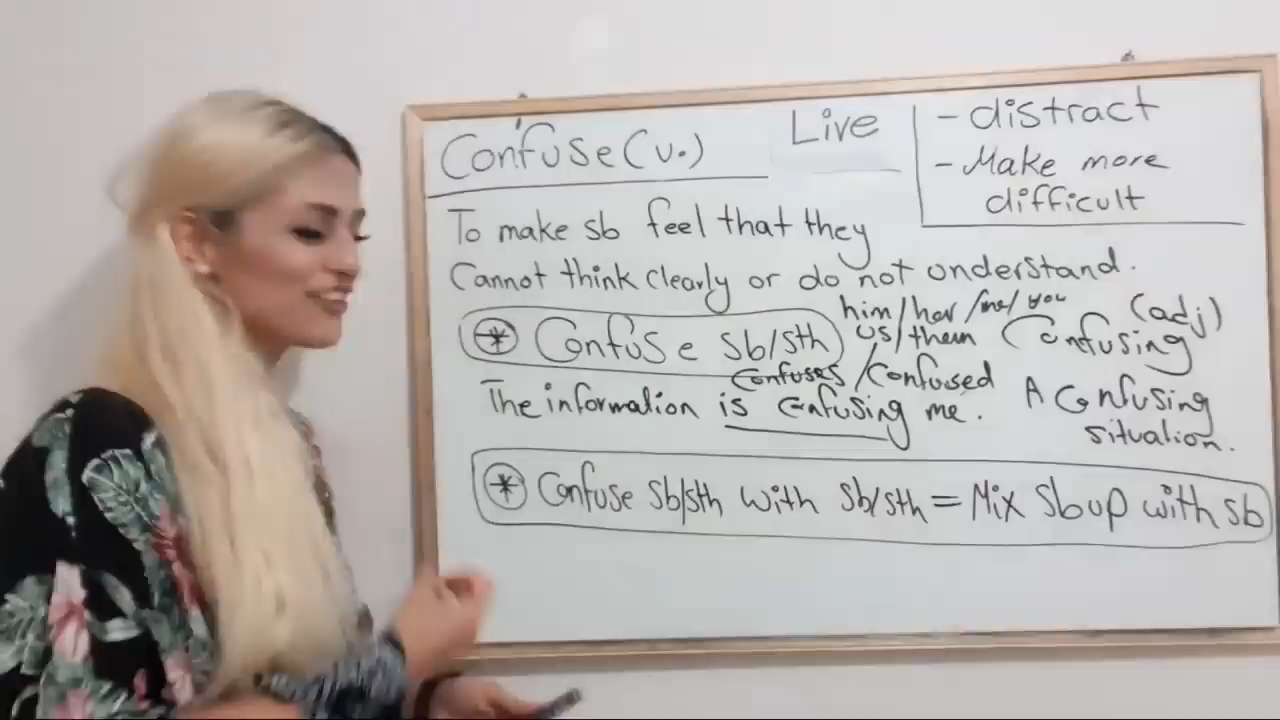 Confuse (v.)
Live
- distract
- Make more
difficult
To make sb feel that they
Cannot think clearly or do not understand.
* Confuse sb/sth
him/her/me/you
us/them
Confusing (adj)
confuses/confused
The information is confusing me.
A confusing
situation.
* Confuse sb/sth with sb/sth = Mix sb up with sb